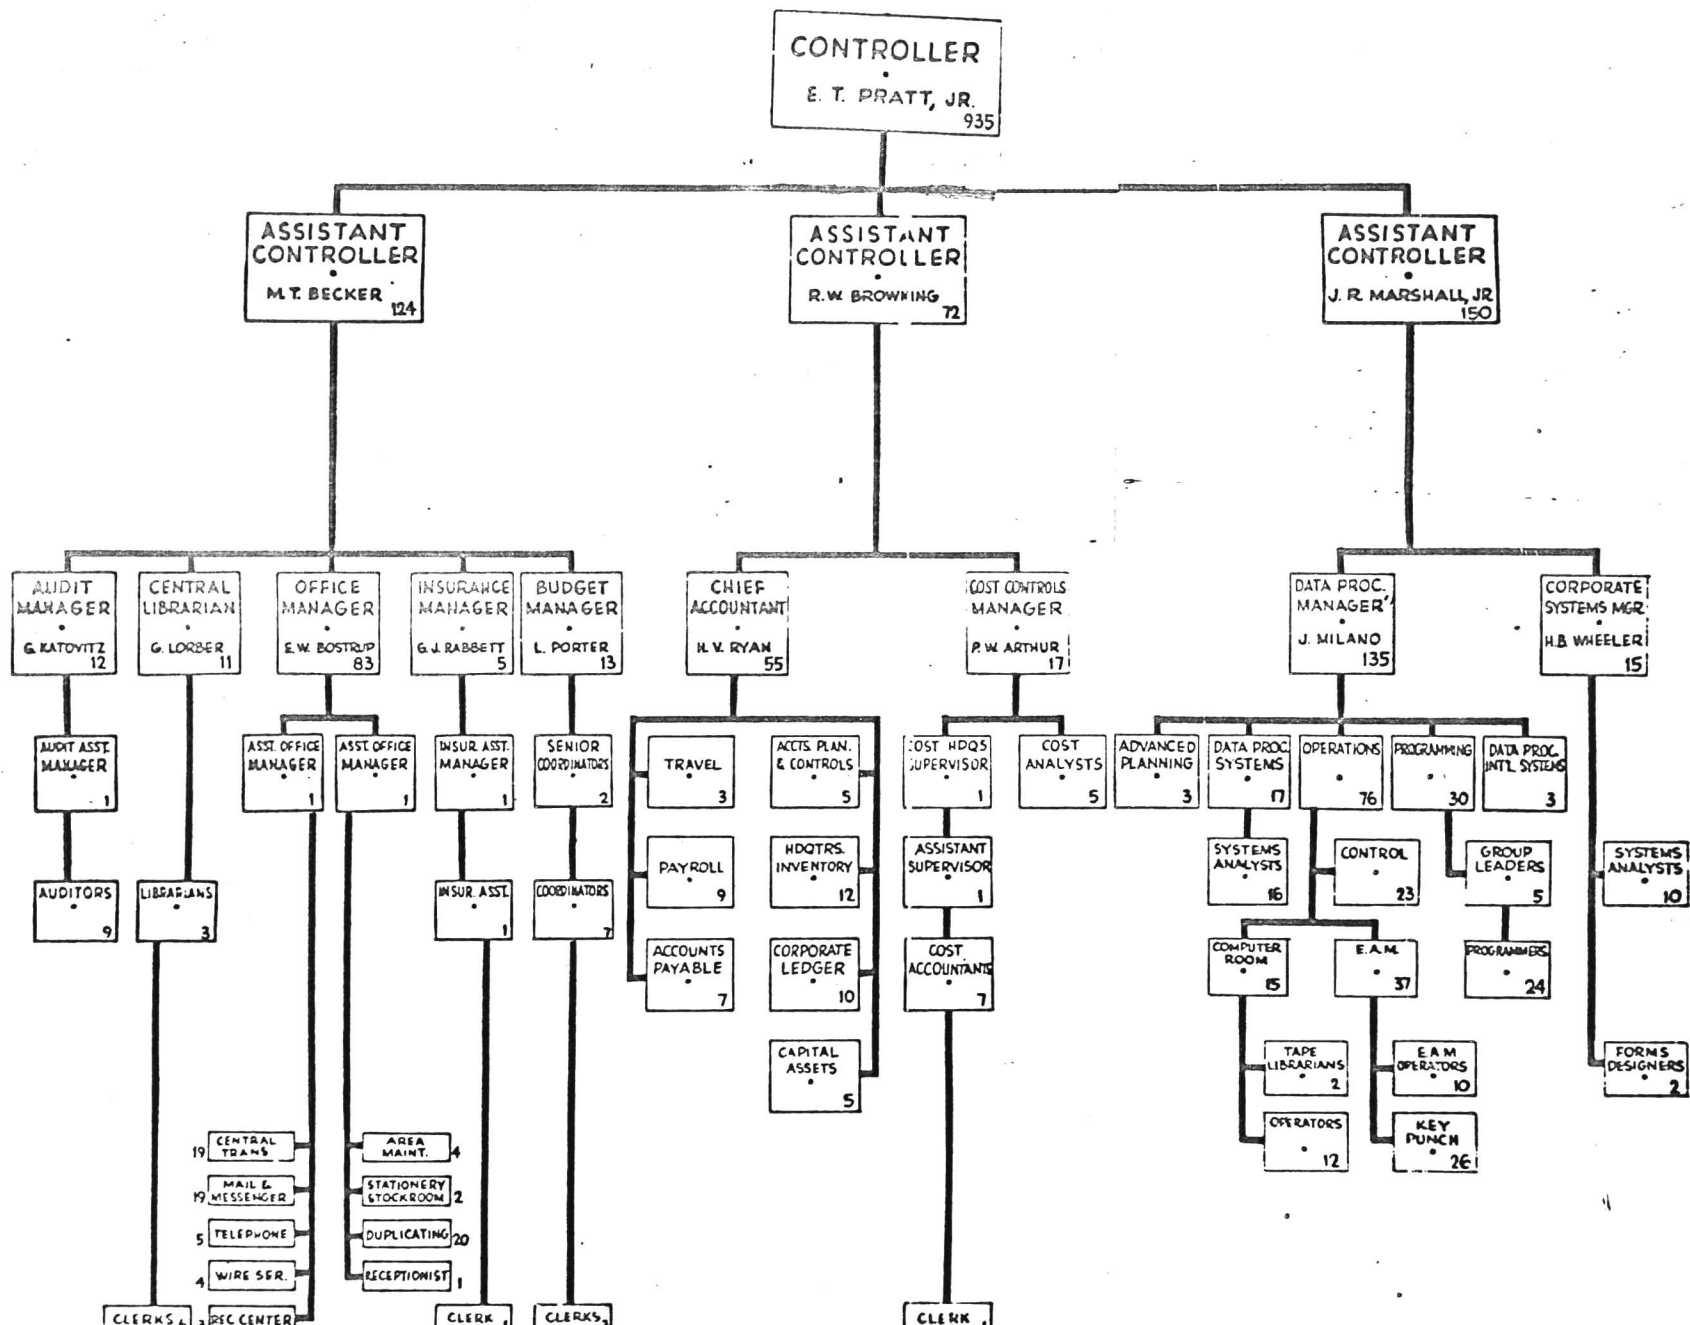 CONTROLLER
E. T. PRATT, JR.
935
ASSISTANT
CONTROLLER
M.T. BECKER
124
ASSISTANT
CONTROLLER
R.W. BROWNING
72
ASSISTANT
CONTROLLER
J. R. MARSHALL, JR
150
AUDIT
MANAGER
G. KATOVITZ
12
CENTRAL
LIBRARIAN
G. LORBER
11
OFFICE
MANAGER
E.W. BOSTRUP
83
INSURANCE
MANAGER
G. J. RABBETT
5
BUDGET
MANAGER
L. PORTER
13
CHIEF
ACCOUNTANT
H. V. RYAN
55
COST CONTROLS
MANAGER
P. W. ARTHUR
17
DATA PROC.
MANAGER
J. MILANO
135
CORPORATE
SYSTEMS MGR.
H.B. WHEELER
15
AUDIT ASST.
MANAGER
1
ASST. OFFICE
MANAGER
1
ASST. OFFICE
MANAGER
1
INSUR. ASST.
MANAGER
1
SENIOR
COORDINATORS
2
TRAVEL
3
ACCTS. PLAN.
& CONTROLS
5
COST HDQS
SUPERVISOR
1
COST
ANALYSTS
5
ADVANCED
PLANNING
3
DATA PROC.
SYSTEMS
17
OPERATIONS
76
PROGRAMMING
30
DATA PROC.
INT'L SYSTEMS
3
AUDITORS
9
LIBRARIANS
3
INSUR. ASST.
1
COORDINATORS
7
PAYROLL
9
HDQTRS.
INVENTORY
12
ASSISTANT
SUPERVISOR
1
SYSTEMS
ANALYSTS
16
CONTROL
23
GROUP
LEADERS
5
SYSTEMS
ANALYSTS
10
ACCOUNTS
PAYABLE
7
CORPORATE
LEDGER
10
COST
ACCOUNTANTS
7
COMPUTER
ROOM
15
E.A.M.
37
PROGRAMMERS
24
CAPITAL
ASSETS
5
TAPE
LIBRARIANS
2
E A M
OPERATORS
10
FORMS
DESIGNERS
2
OPERATORS
12
KEY
PUNCH
26
19 CENTRAL
TRANS
AREA
MAINT. 4
19 MAIL &
MESSENGER
STATIONERY
STOCKROOM 2
5 TELEPHONE
DUPLICATING 20
4 WIRE SER.
RECEPTIONIST 1
CLERKS
REC CENTER
CLERK 1
CLERKS 3
CLERK 1